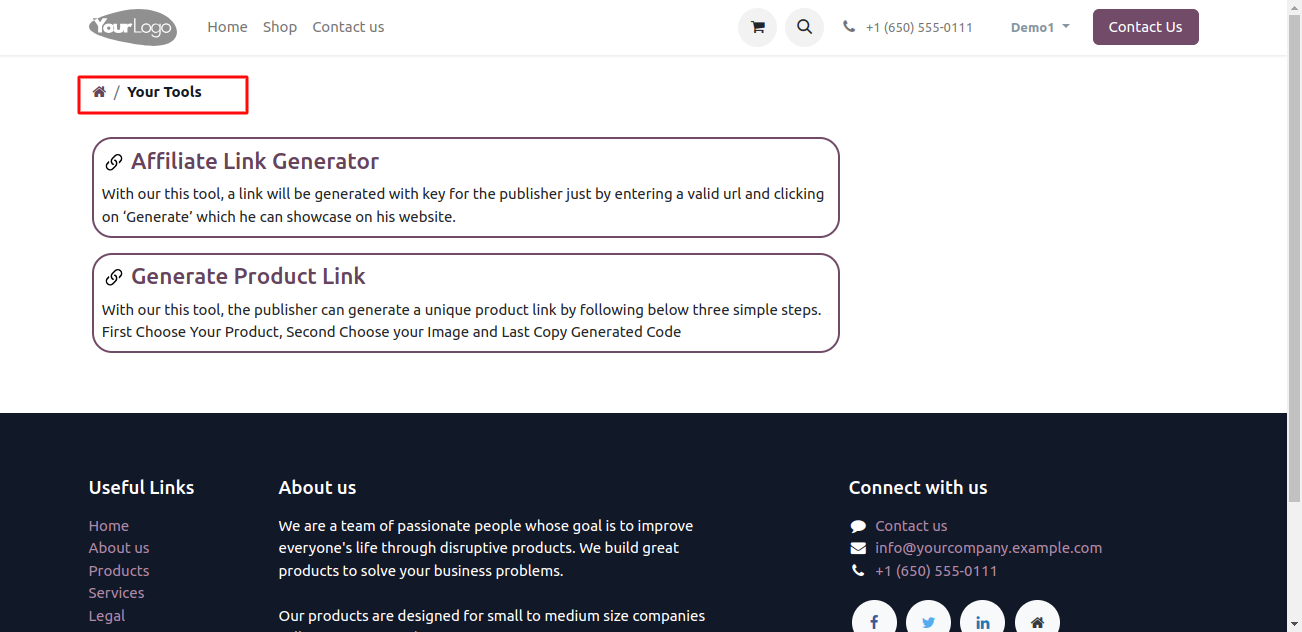 YourLogo
Home Shop Contact us
+1 (650) 555-0111
Demo1
Contact Us
/ Your Tools
Affiliate Link Generator
With our this tool, a link will be generated with key for the publisher just by entering a valid url and clicking
on ‘Generate’ which he can showcase on his website.
Generate Product Link
With our this tool, the publisher can generate a unique product link by following below three simple steps.
First Choose Your Product, Second Choose your Image and Last Copy Generated Code
Useful Links
Home
About us
Products
Services
Legal
About us
We are a team of passionate people whose goal is to improve
everyone's life through disruptive products. We build great
products to solve your business problems.
Our products are designed for small to medium size companies
Connect with us
Contact us
info@yourcompany.example.com
+1 (650) 555-0111